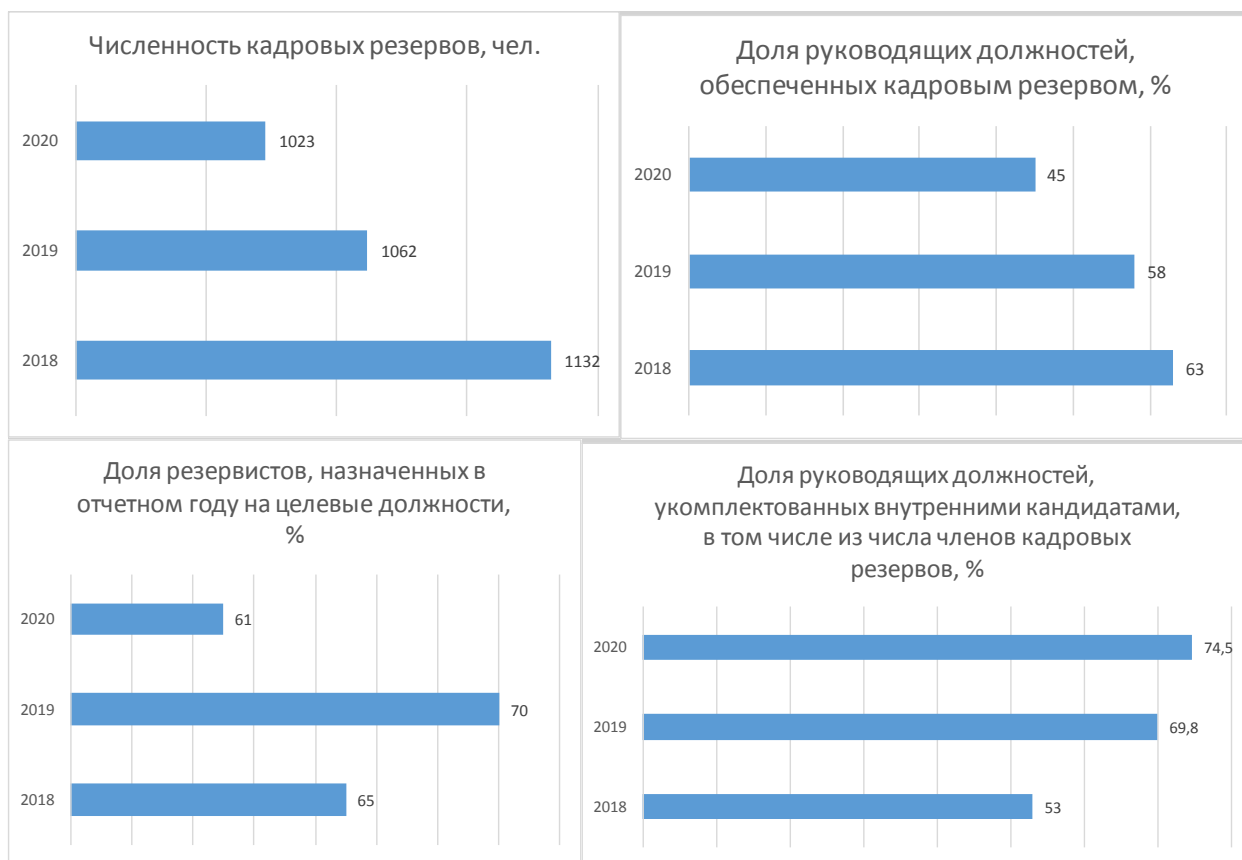 Численность кадровых резервов, чел.
2020
1023
2019
1062
2018
1132
Доля руководящих должностей,
обеспеченных кадровым резервом, %
2020
45
2019
58
2018
63
Доля резервистов, назначенных в
отчетном году на целевые должности,
%
2020
61
2019
70
2018
65
Доля руководящих должностей,
укомплектованных внутренними кандидатами,
в том числе из числа членов кадровых
резервов, %
2020
74,5
2019
69,8
2018
53